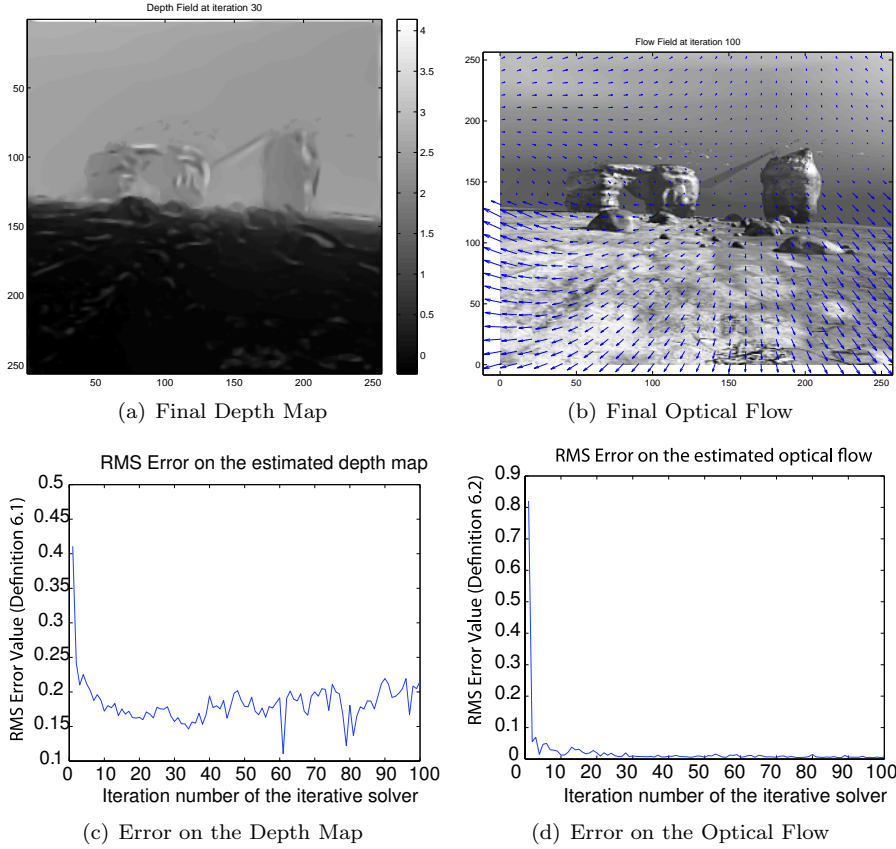 Depth Field at iteration 30
50
100
150
200
250
50 100 150 200 250
4
3.5
3
2.5
2
1.5
1
0.5
0
(a) Final Depth Map
Flow Field at iteration 100
250
200
150
100
50
0
0 50 100 150 200 250
(b) Final Optical Flow
RMS Error on the estimated depth map
RMS Error Value (Definition 6.1)
0.5
0.45
0.4
0.35
0.3
0.25
0.2
0.15
0.1
0 10 20 30 40 50 60 70 80 90 100
Iteration number of the iterative solver
(c) Error on the Depth Map
RMS Error on the estimated optical flow
RMS Error Value (Definition 6.2)
0.9
0.8
0.7
0.6
0.5
0.4
0.3
0.2
0.1
0
0 10 20 30 40 50 60 70 80 90 100
Iteration number of the iterative solver
(d) Error on the Optical Flow